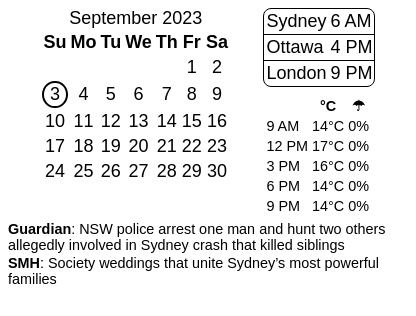 September 2023
Su Mo Tu We Th Fr Sa
1 2
3 4 5 6 7 8 9
10 11 12 13 14 15 16
17 18 19 20 21 22 23
24 25 26 27 28 29 30
Sydney 6 AM
Ottawa 4 PM
London 9 PM
°C ☂
9 AM 14°C 0%
12 PM 17°C 0%
3 PM 16°C 0%
6 PM 14°C 0%
9 PM 14°C 0%
Guardian: NSW police arrest one man and hunt two others
allegedly involved in Sydney crash that killed siblings
SMH: Society weddings that unite Sydney’s most powerful
families